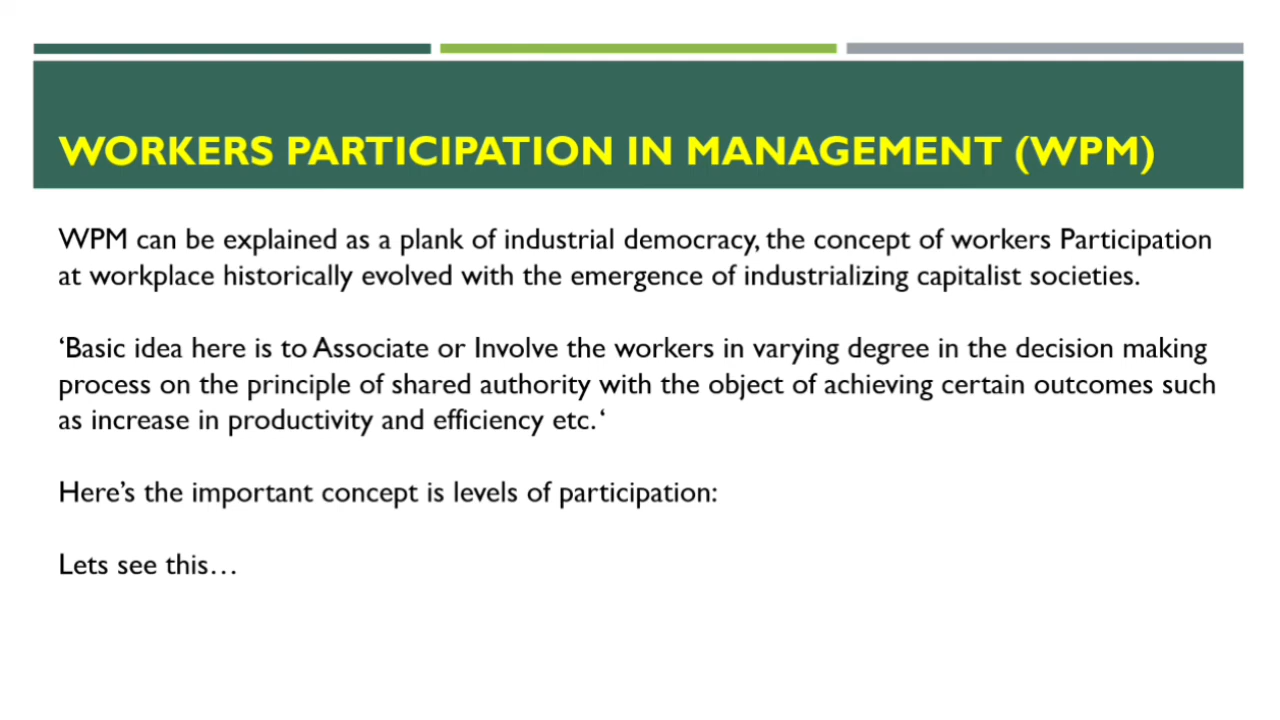 WORKERS PARTICIPATION IN MANAGEMENT (WPM)
WPM can be explained as a plank of industrial democracy, the concept of workers Participation
at workplace historically evolved with the emergence of industrializing capitalist societies.
‘Basic idea here is to Associate or Involve the workers in varying degree in the decision making
process on the principle of shared authority with the object of achieving certain outcomes such
as increase in productivity and efficiency etc. ‘
Here’s the important concept is levels of participation:
Lets see this…